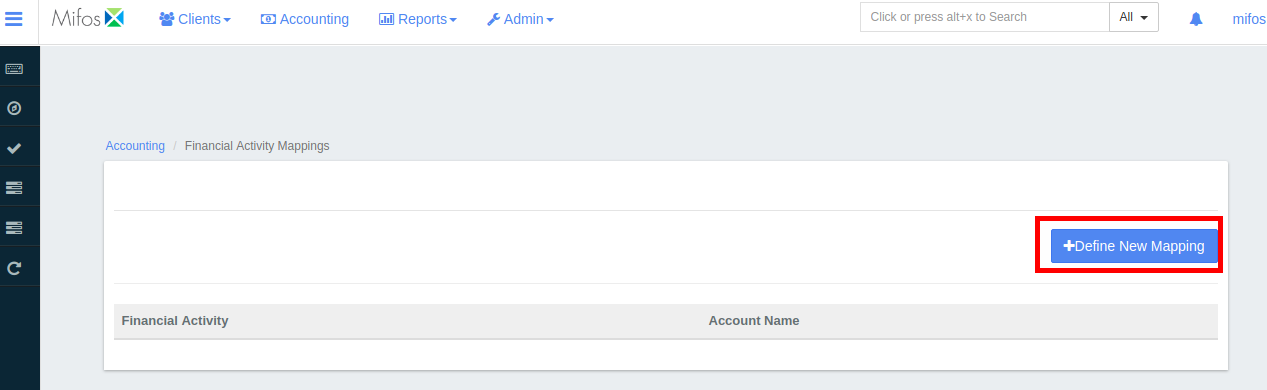 Mifos Clients Accounting Reports Admin Click or press alt+x to Search All mifos
Accounting / Financial Activity Mappings
Define New Mapping
Financial Activity Account Name